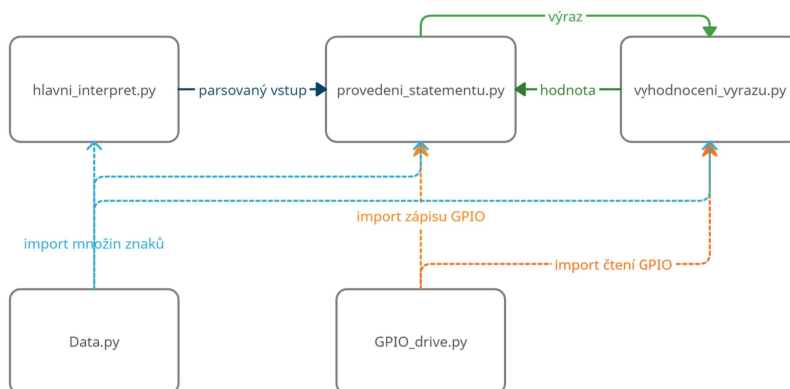 výraz
hlavni_interpret.py
parsovaný vstup
provedeni_statementu.py
hodnota
vyhodnoceni_vyrazu.py
import zápisu GPIO
import množin znaků
import čtení GPIO
Data.py
GPIO_drive.py